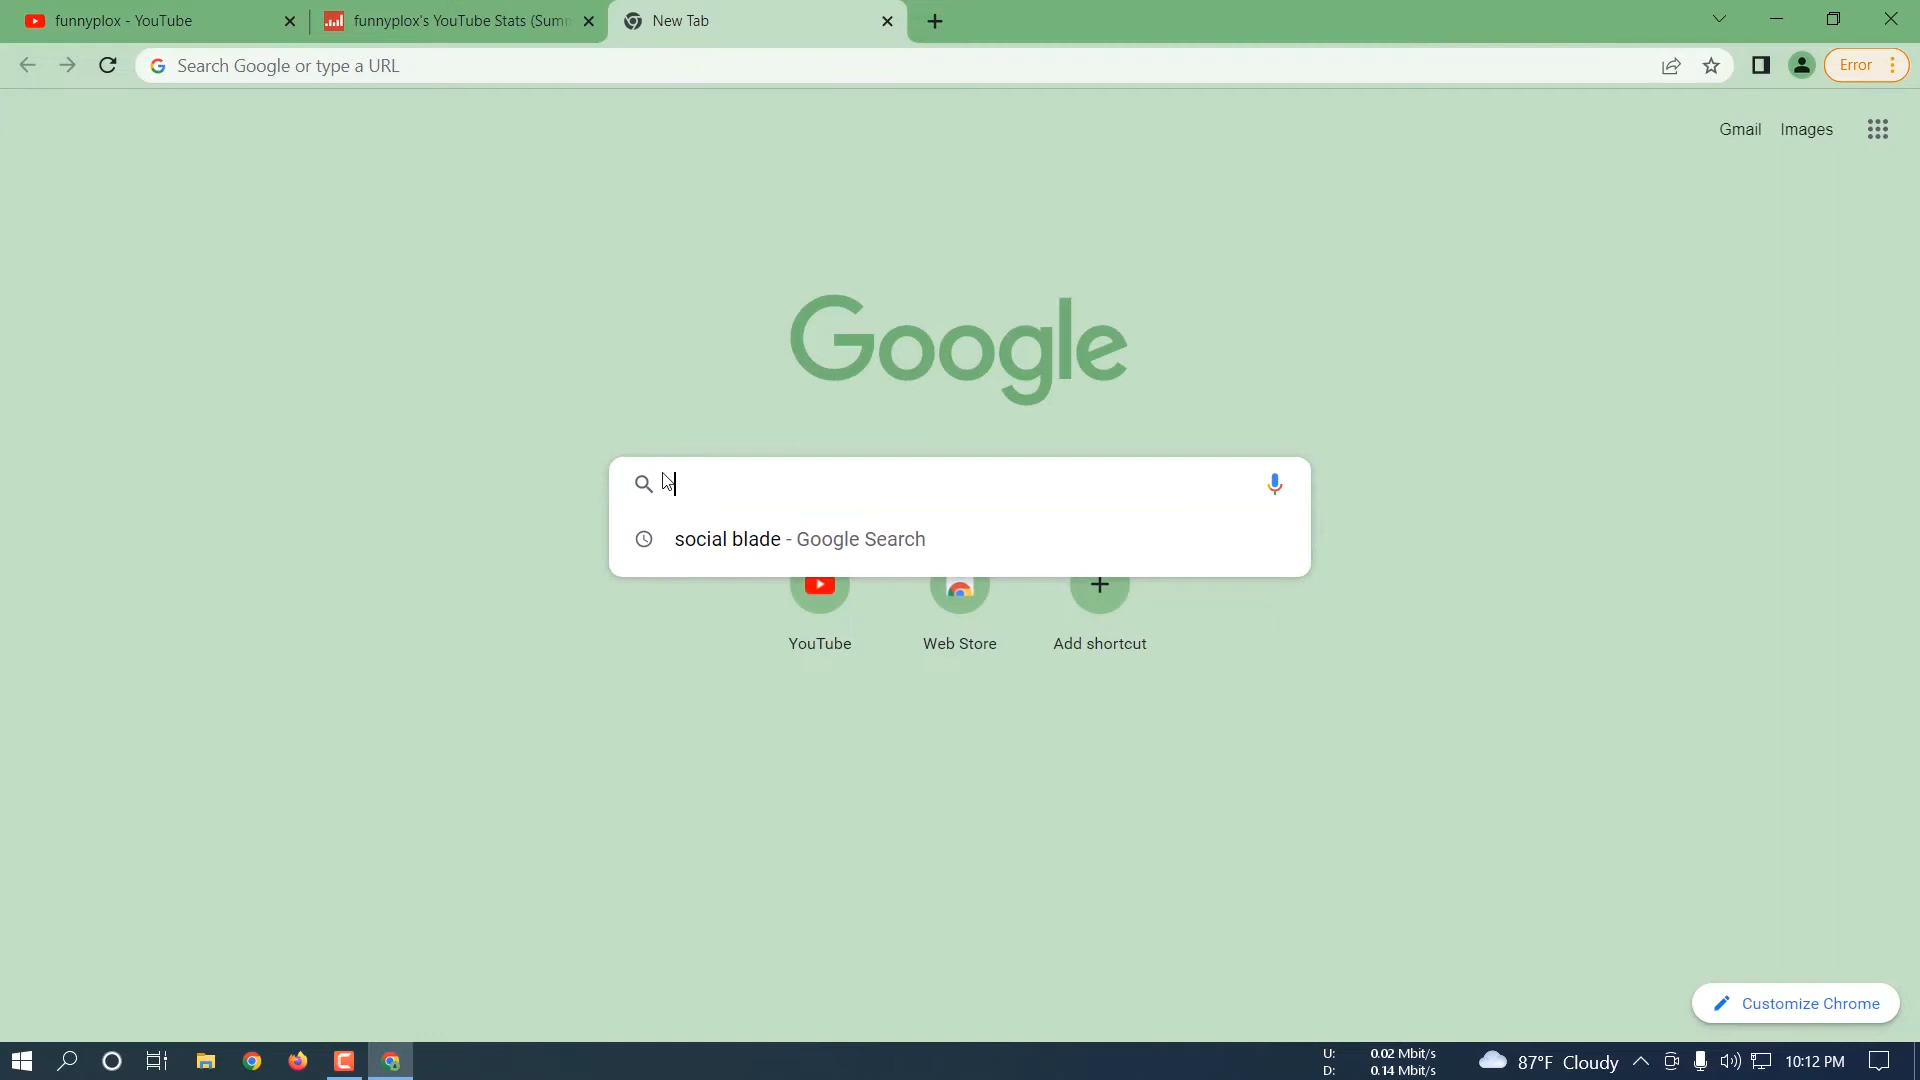 funnyplox - YouTube
funnyplox's YouTube Stats (Sum
New Tab
Search Google or type a URL
Error
Gmail
Images
Google
social blade - Google Search
YouTube
Web Store
Add shortcut
Customize Chrome
U: 0.02 Mbit/s
D: 0.14 Mbit/s
87°F Cloudy
10:12 PM